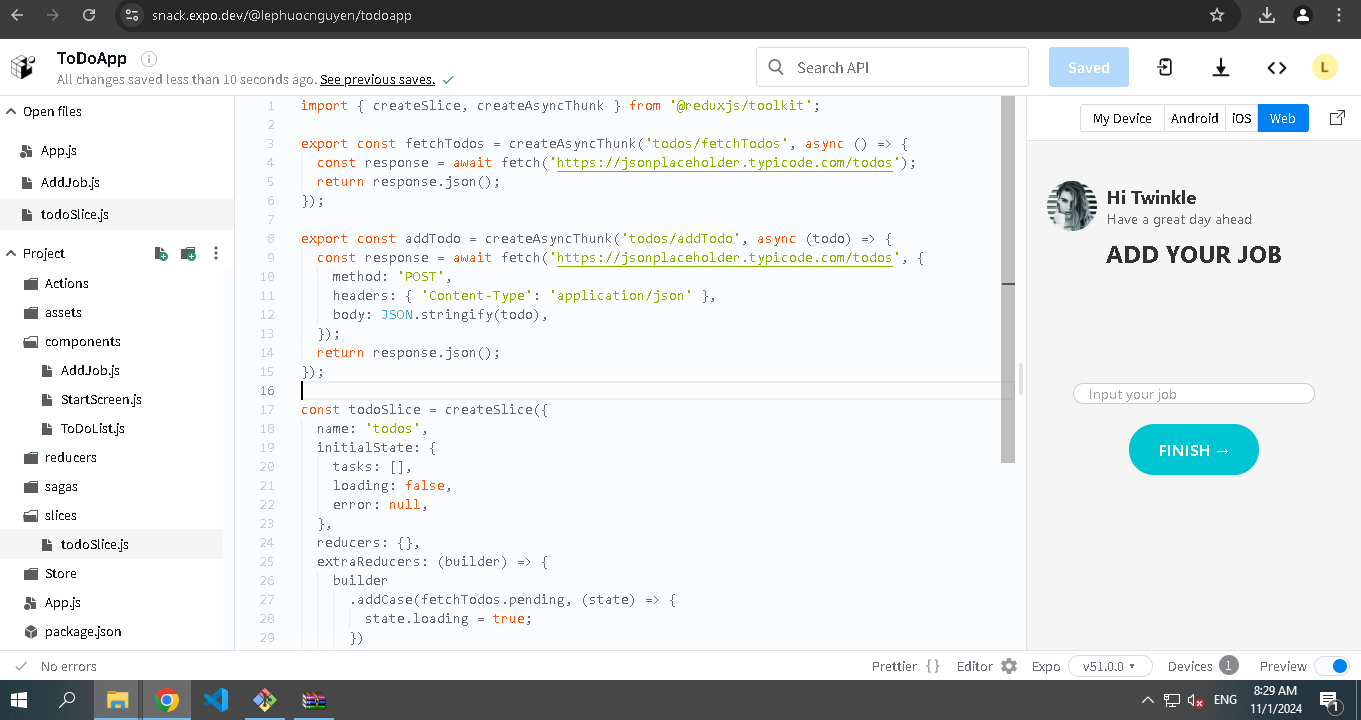 snack.expo.dev/@lephuocnguyen/todoapp
ToDoApp
All changes saved less than 10 seconds ago. See previous saves.
Search API
Saved
L
Open files
App.js
AddJob.js
todoSlice.js
Project
Actions
assets
components
AddJob.js
StartScreen.js
ToDoList.js
reducers
sagas
slices
todoSlice.js
Store
App.js
package.json
1 import { createSlice, createAsyncThunk } from '@reduxjs/toolkit';
2
3 export const fetchTodos = createAsyncThunk('todos/fetchTodos', async () => {
4 const response = await fetch('https://jsonplaceholder.typicode.com/todos');
5 return response.json();
6 });
7
8 export const addTodo = createAsyncThunk('todos/addTodo', async (todo) => {
9 const response = await fetch('https://jsonplaceholder.typicode.com/todos', {
10 method: 'POST',
11 headers: { 'Content-Type': 'application/json' },
12 body: JSON.stringify(todo),
13 });
14 return response.json();
15 });
16
17 const todoSlice = createSlice({
18 name: 'todos',
19 initialState: {
20 tasks: [],
21 loading: false,
22 error: null,
23 },
24 reducers: {},
25 extraReducers: (builder) => {
26 builder
27 .addCase(fetchTodos.pending, (state) => {
28 state.loading = true;
29 })
My Device Android iOS Web
Hi Twinkle
Have a great day ahead
ADD YOUR JOB
Input your job
FINISH →
No errors
Prettier {} Editor Expo v51.0.0 Devices 1 Preview
ENG
8:29 AM
11/1/2024
1